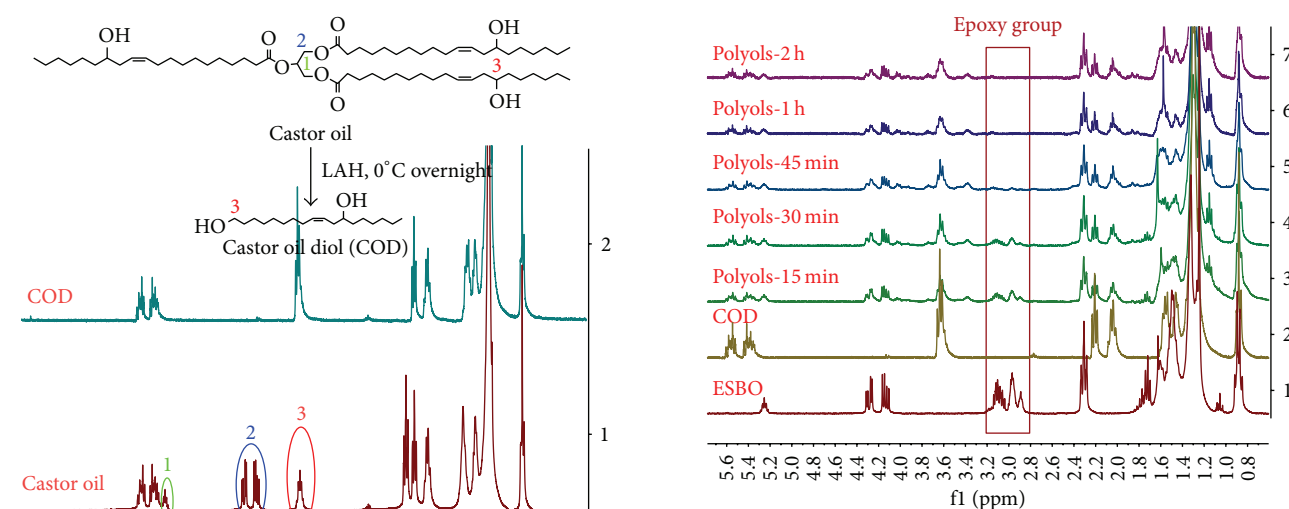 OH
O
2
O
OH
O
1
O
3
O
OH
Castor oil
LAH, 0°C overnight
3
OH
HO
Castor oil diol (COD)
COD
2
1
2
3
1
Castor oil
Epoxy group
Polyols-2 h
7
Polyols-1 h
6
Polyols-45 min
5
Polyols-30 min
4
Polyols-15 min
3
COD
2
ESBO
1
5.6 5.4 5.2 5.0 4.8 4.6 4.4 4.2 4.0 3.8 3.6 3.4 3.2 3.0 2.8 2.6 2.4 2.2 2.0 1.8 1.6 1.4 1.2 1.0 0.8
f1 (ppm)